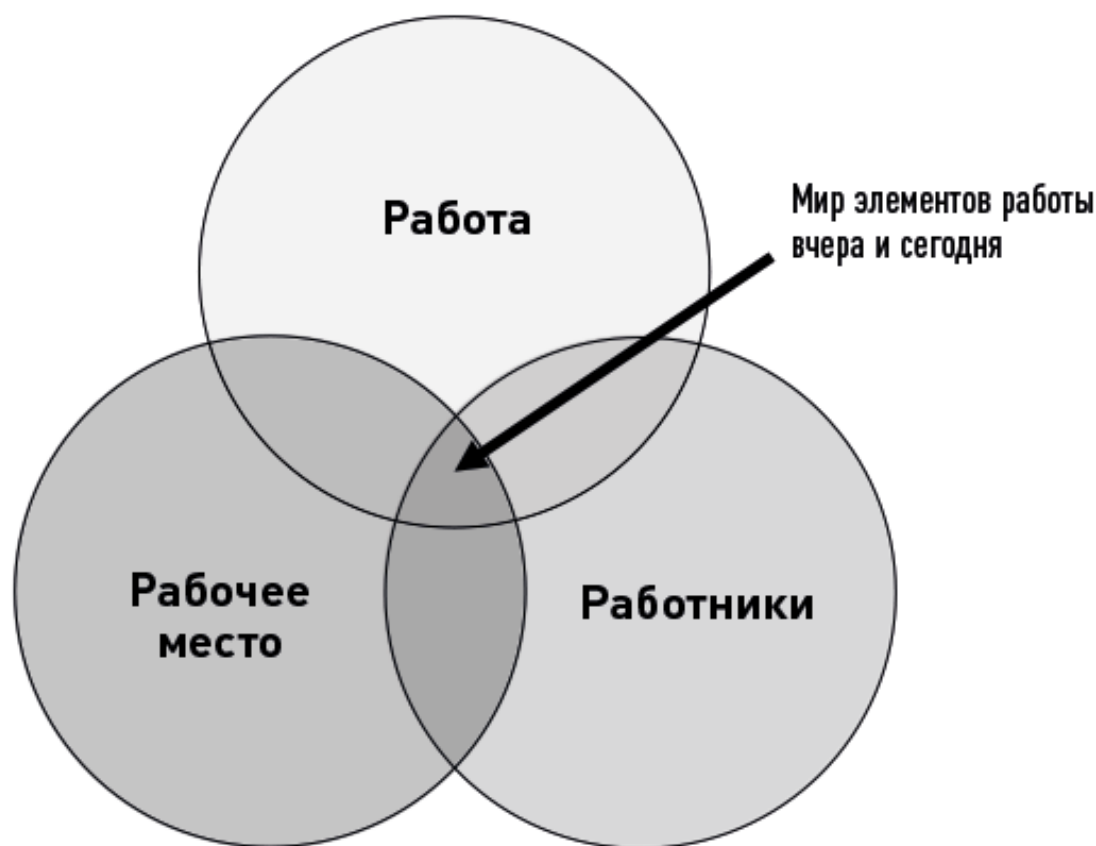 Работа
Мир элементов работы
вчера и сегодня
Рабочее
место
Работники